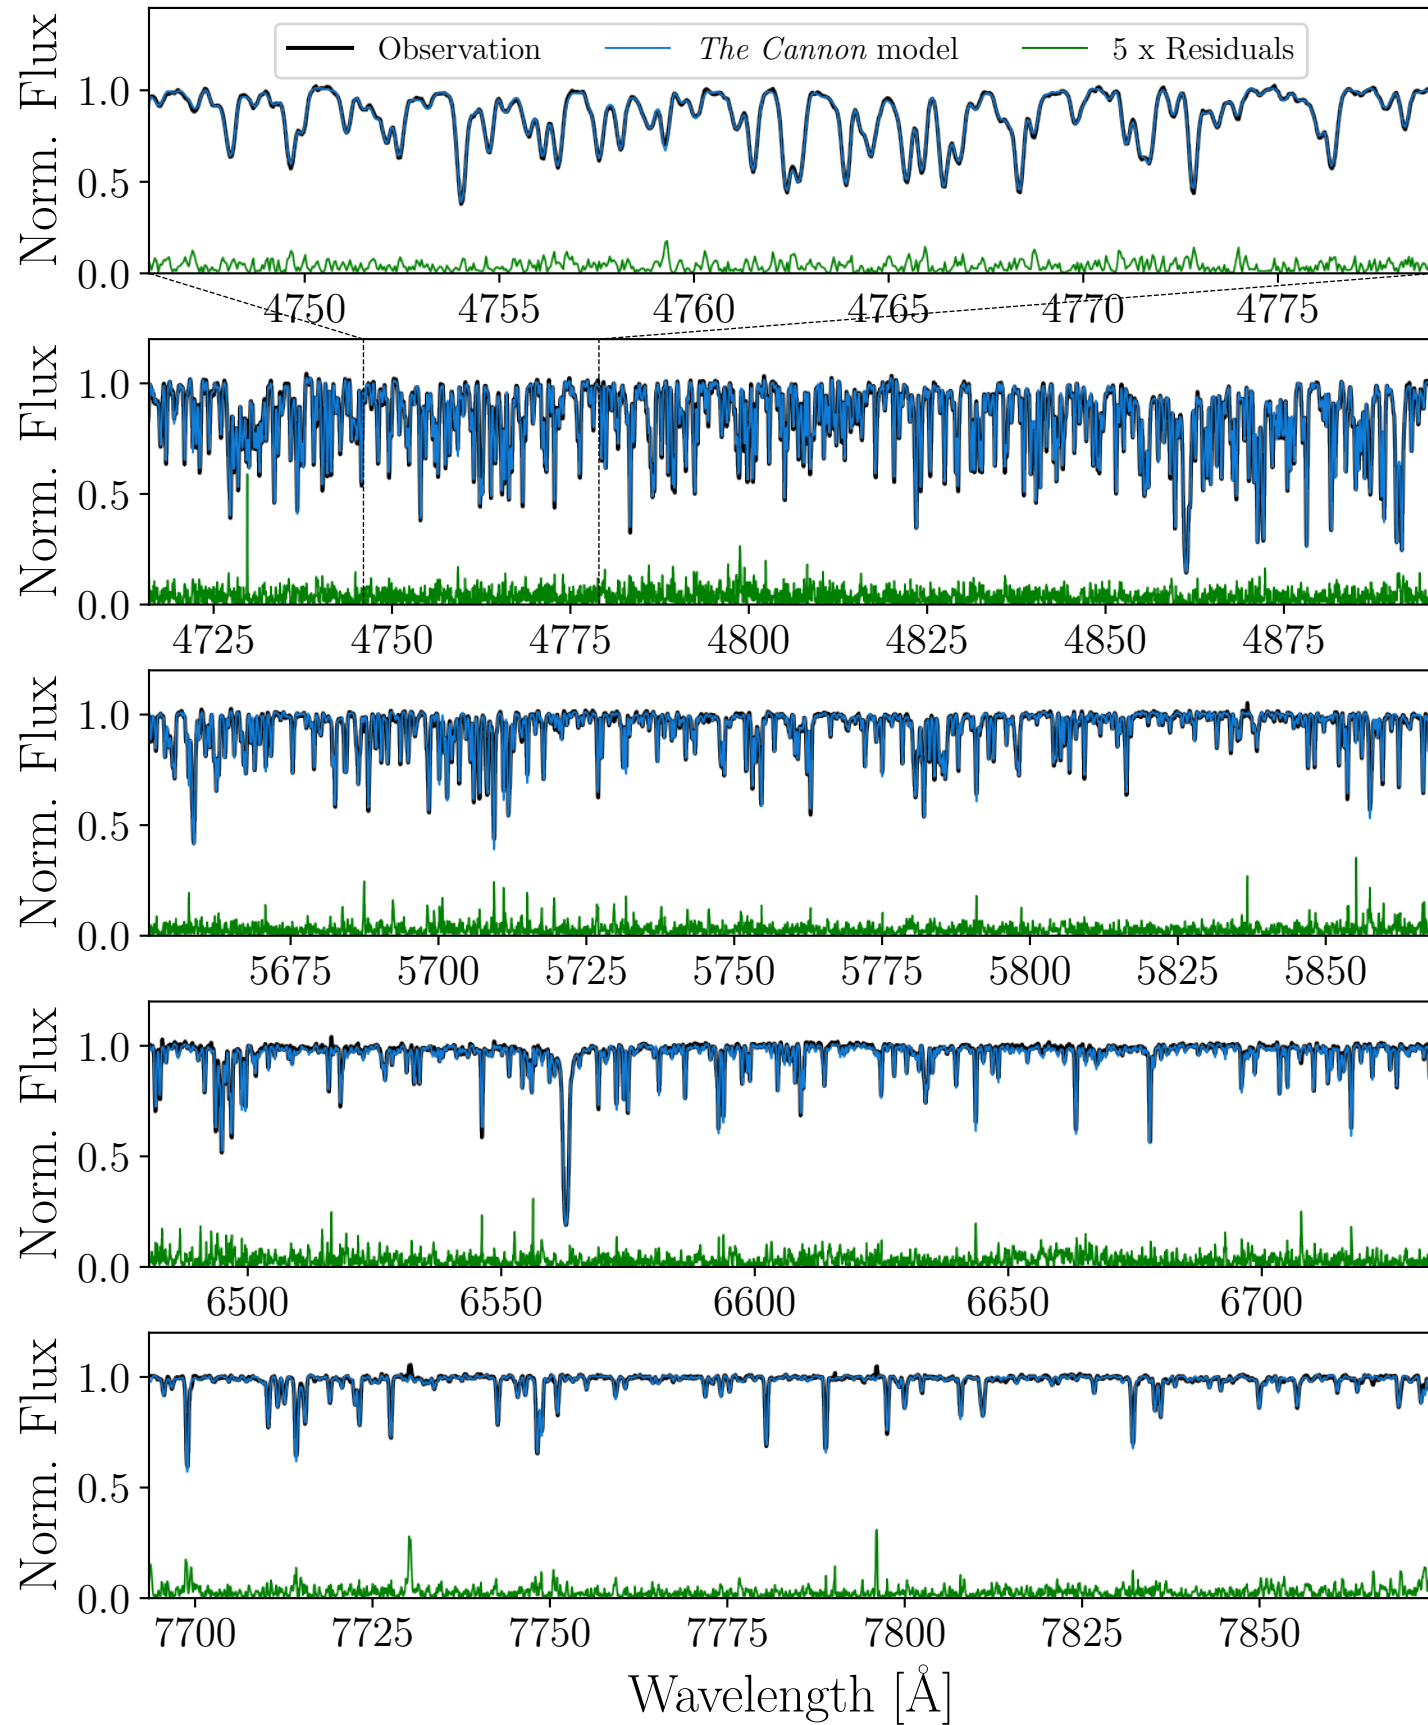 Observation The Cannon model 5 x Residuals
Norm. Flux
1.0
0.5
0.0
4750 4755 4760 4765 4770 4775
Norm. Flux
1.0
0.5
0.0
4725 4750 4775 4800 4825 4850 4875
Norm. Flux
1.0
0.5
0.0
5675 5700 5725 5750 5775 5800 5825 5850
Norm. Flux
1.0
0.5
0.0
6500 6550 6600 6650 6700
Norm. Flux
1.0
0.5
0.0
7700 7725 7750 7775 7800 7825 7850
Wavelength [Å]